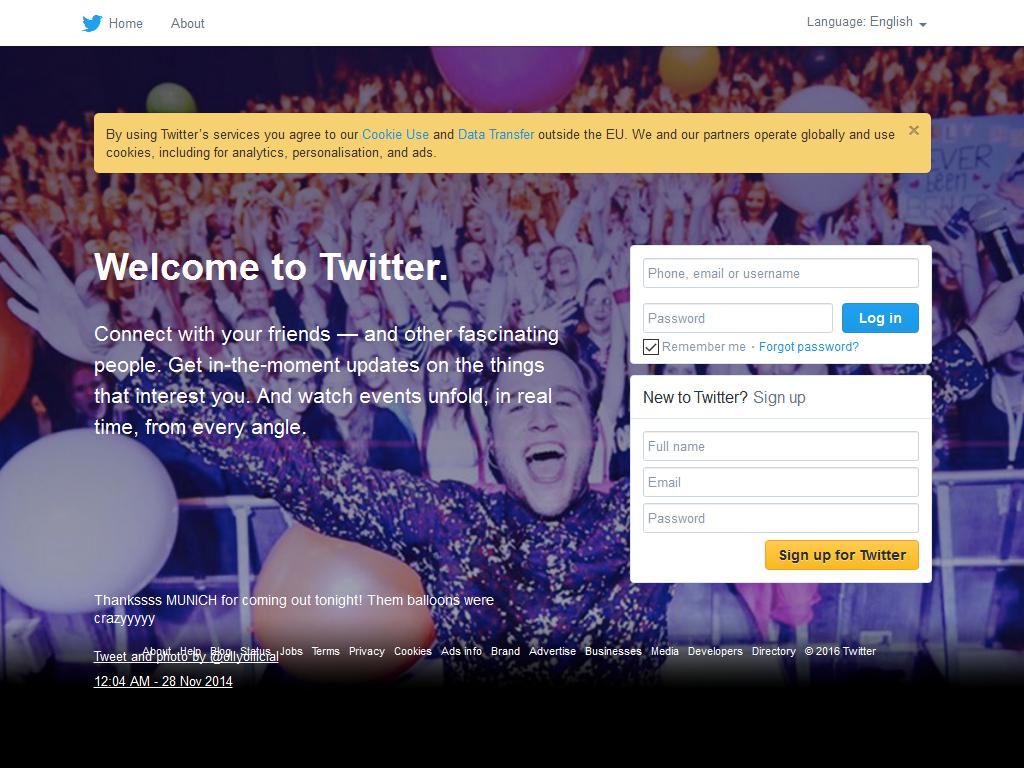 Home About Language: English
By using Twitter's services you agree to our Cookie Use and Data Transfer outside the EU. We and our partners operate globally and use
cookies, including for analytics, personalisation, and ads.
Welcome to Twitter.
Connect with your friends — and other fascinating
people. Get in-the-moment updates on the things
that interest you. And watch events unfold, in real
time, from every angle.
Phone, email or username
Password Log in
Remember me · Forgot password?
New to Twitter? Sign up
Full name
Email
Password
Sign up for Twitter
Thankssss MUNICH for coming out tonight! Them balloons were
crazyyyyy
About Help Blog Status Jobs Terms Privacy Cookies Ads info Brand Advertise Businesses Media Developers Directory © 2016 Twitter
Tweet and photo by @ollyofficial
12:04 AM - 28 Nov 2014